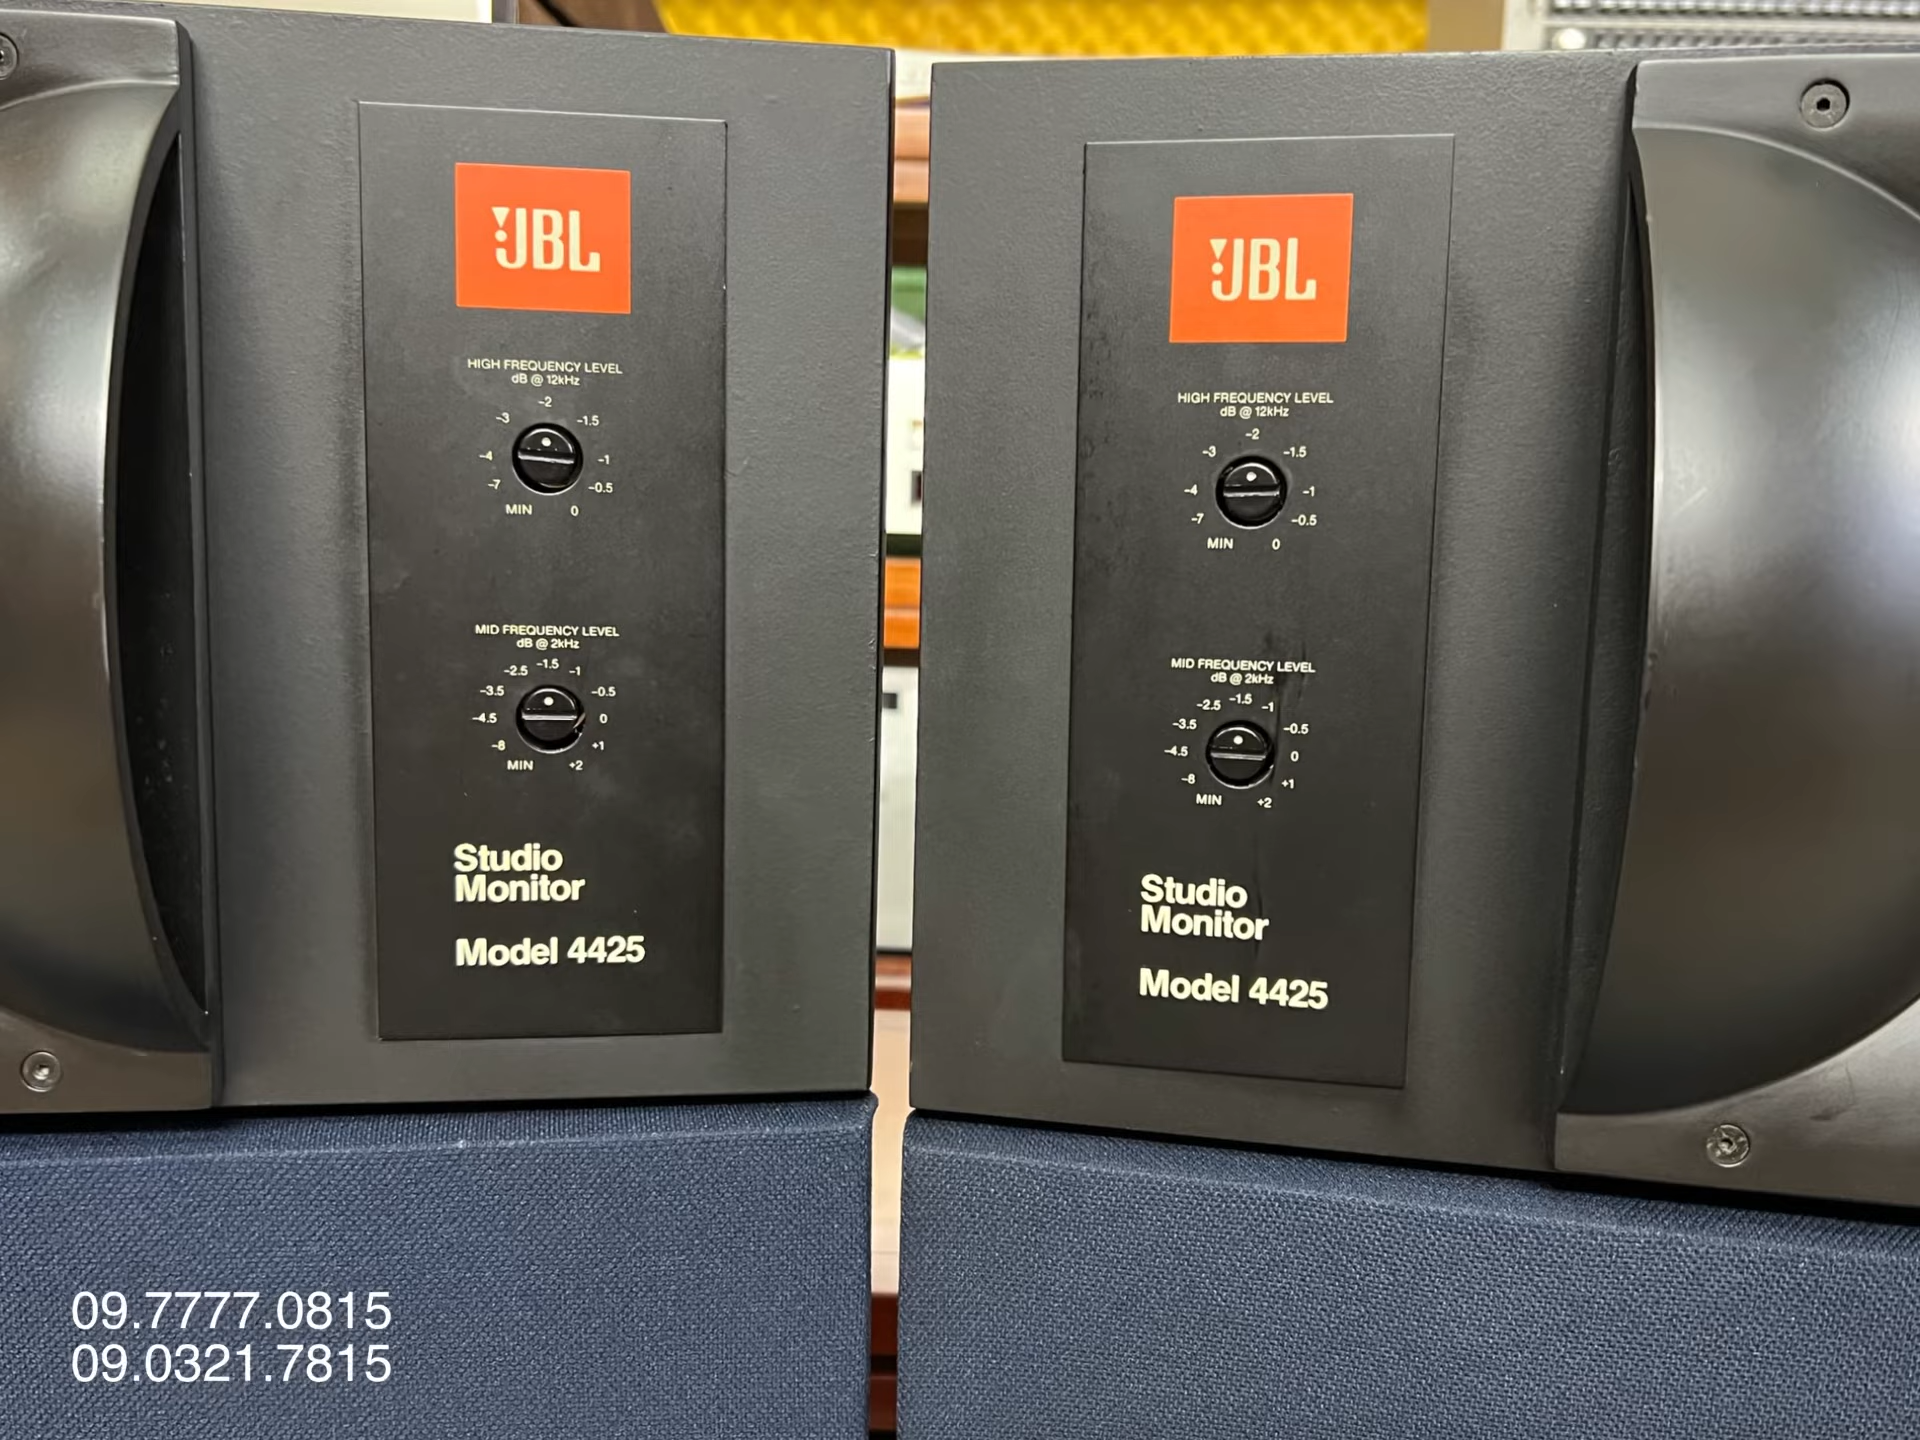 JBL
HIGH FREQUENCY LEVEL
dB @ 12kHz
-2
-3 -1.5
-4 -1
-7 -0.5
MIN 0
MID FREQUENCY LEVEL
dB @ 2kHz
-2.5 -1.5 -1
-3.5 -0.5
-4.5 0
-8 +1
MIN +2
Studio
Monitor
Model 4425
JBL
HIGH FREQUENCY LEVEL
dB @ 12kHz
-2
-3 -1.5
-4 -1
-7 -0.5
MIN 0
MID FREQUENCY LEVEL
dB @ 2kHz
-2.5 -1.5 -1
-3.5 -0.5
-4.5 0
-8 +1
MIN +2
Studio
Monitor
Model 4425
09.7777.0815
09.0321.7815